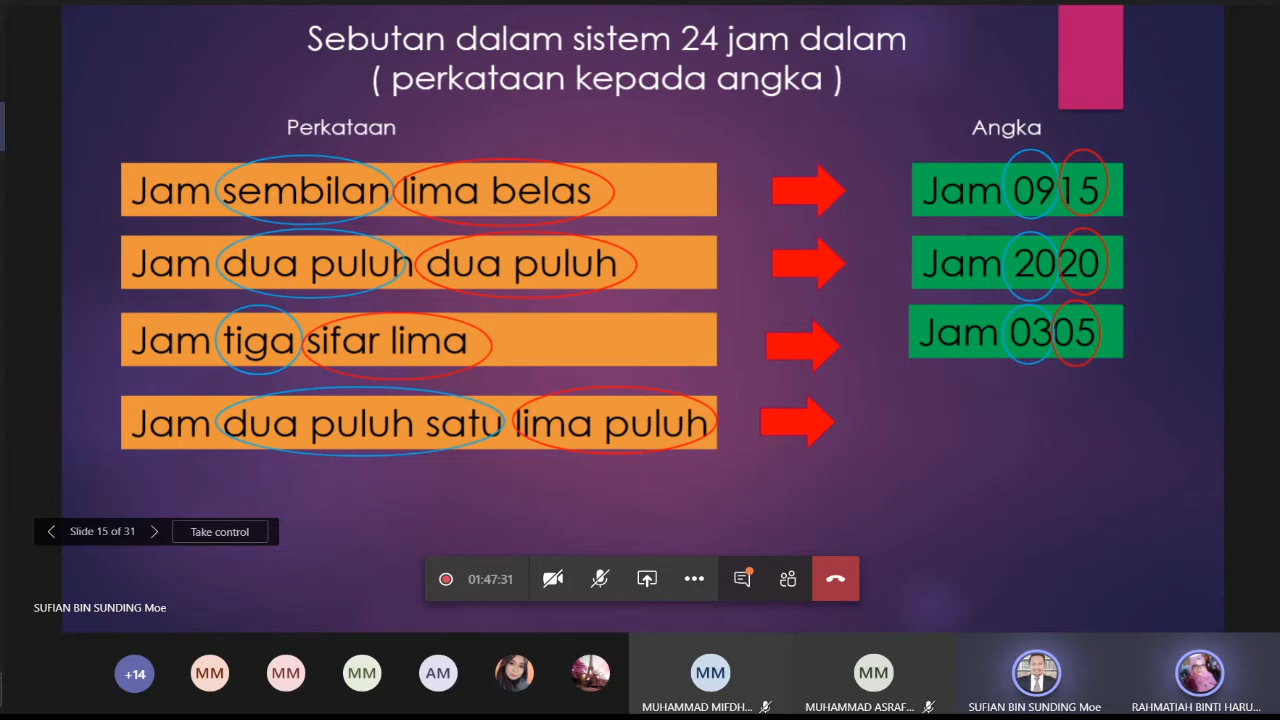 Sebutan dalam sistem 24 jam dalam
( perkataan kepada angka )
Perkataan
Angka
Jam sembilan lima belas
Jam 0915
Jam dua puluh dua puluh
Jam 2020
Jam tiga sifar lima
Jam 0305
Jam dua puluh satu lima puluh
Slide 15 of 31
Take control
01:47:31
SUFIAN BIN SUNDING Moe
+14
MM
MM
MM
AM
MM
MM
MUHAMMAD MIFDH...
MUHAMMAD ASRAF...
SUFIAN BIN SUNDING Moe
RAHMATIAH BINTI HARU...